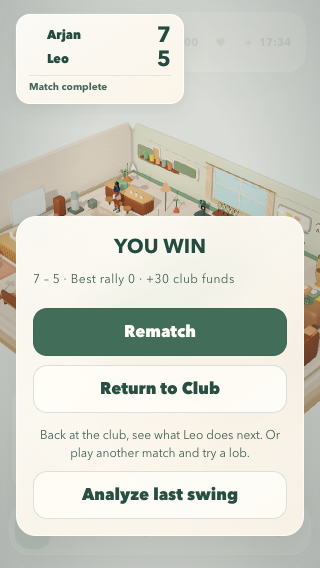 Arjan 7
Leo 5
Match complete
00 17:34
YOU WIN
7 – 5 · Best rally 0 · +30 club funds
Rematch
Return to Club
Back at the club, see what Leo does next. Or
play another match and try a lob.
Analyze last swing